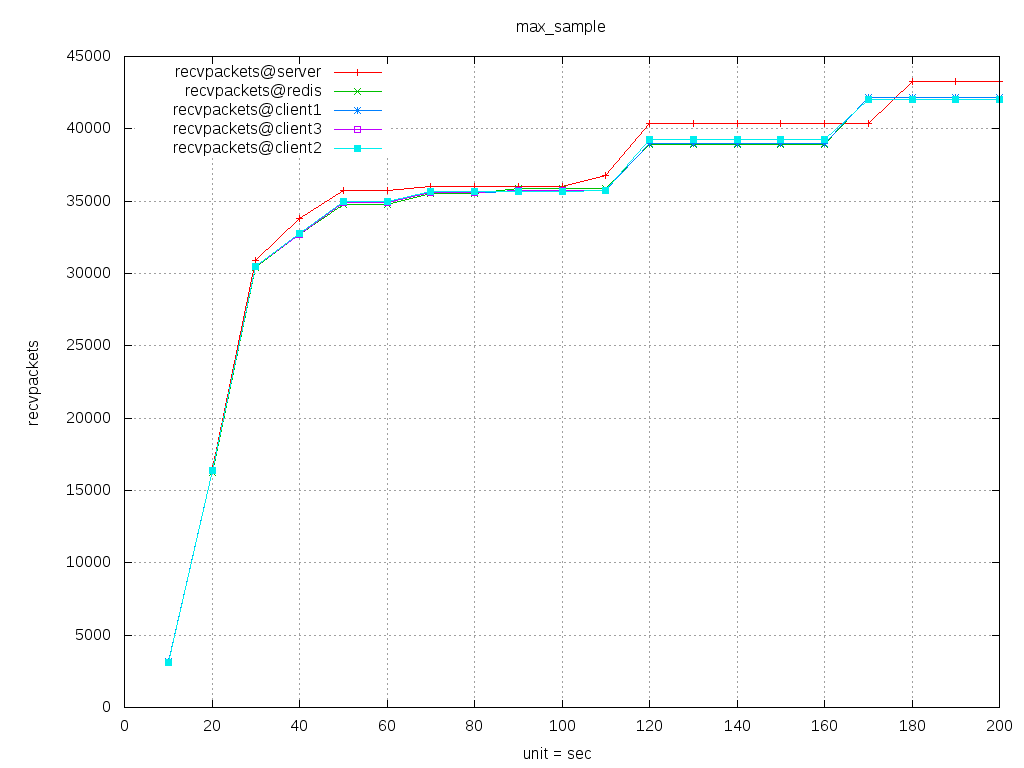 max_sample
45000
40000
35000
30000
25000
20000
15000
10000
5000
0
recvpackets@server
recvpackets@redis
recvpackets@client1
recvpackets@client3
recvpackets@client2
recvpackets
0 20 40 60 80 100 120 140 160 180 200
unit = sec